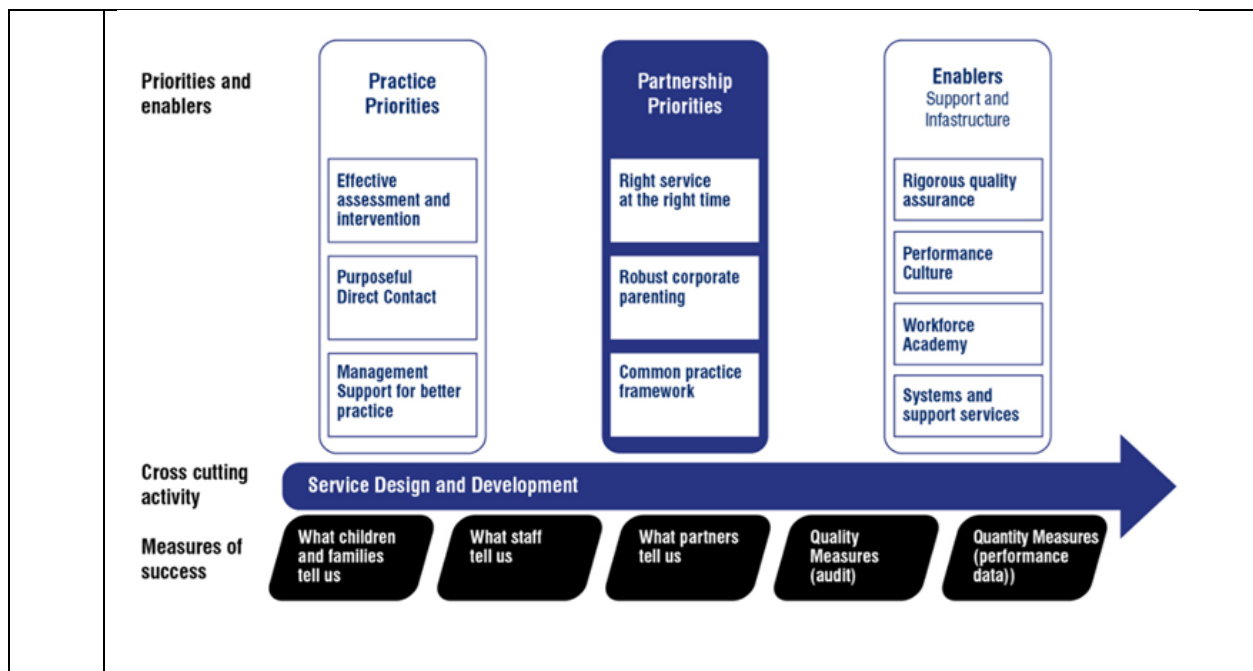 Priorities and
enablers
Practice
Priorities
Effective
assessment and
intervention
Purposeful
Direct Contact
Management
Support for better
practice
Partnership
Priorities
Right service
at the right time
Robust corporate
parenting
Common practice
framework
Enablers
Support and
Infastructure
Rigorous quality
assurance
Performance
Culture
Workforce
Academy
Systems and
support services
Cross cutting
activity
Service Design and Development
Measures of
success
What children
and families
tell us
What staff
tell us
What partners
tell us
Quality
Measures
(audit)
Quantity Measures
(performance
data))